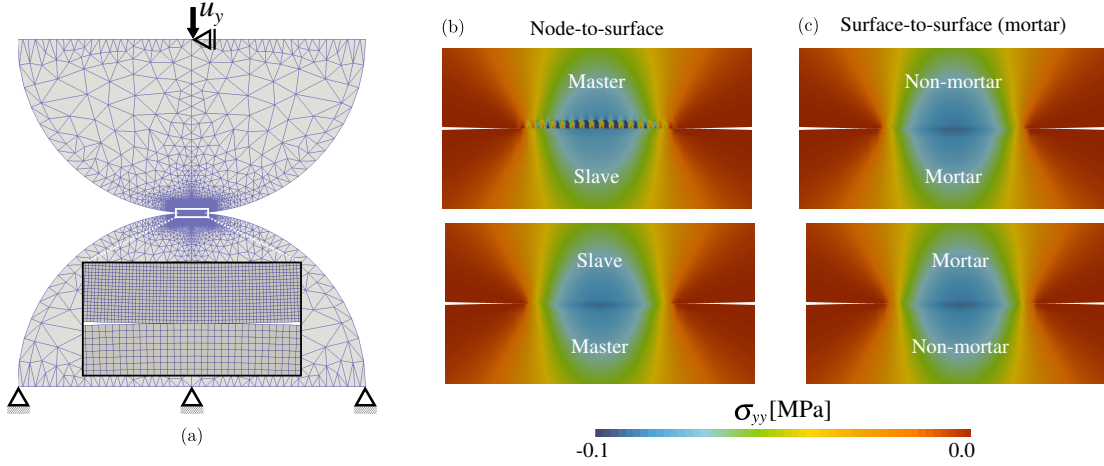 u_y
(a)
(b)
Node-to-surface
Master
Slave
Slave
Master
(c)
Surface-to-surface (mortar)
Non-mortar
Mortar
Mortar
Non-mortar
σ_yy [MPa]
-0.1
0.0